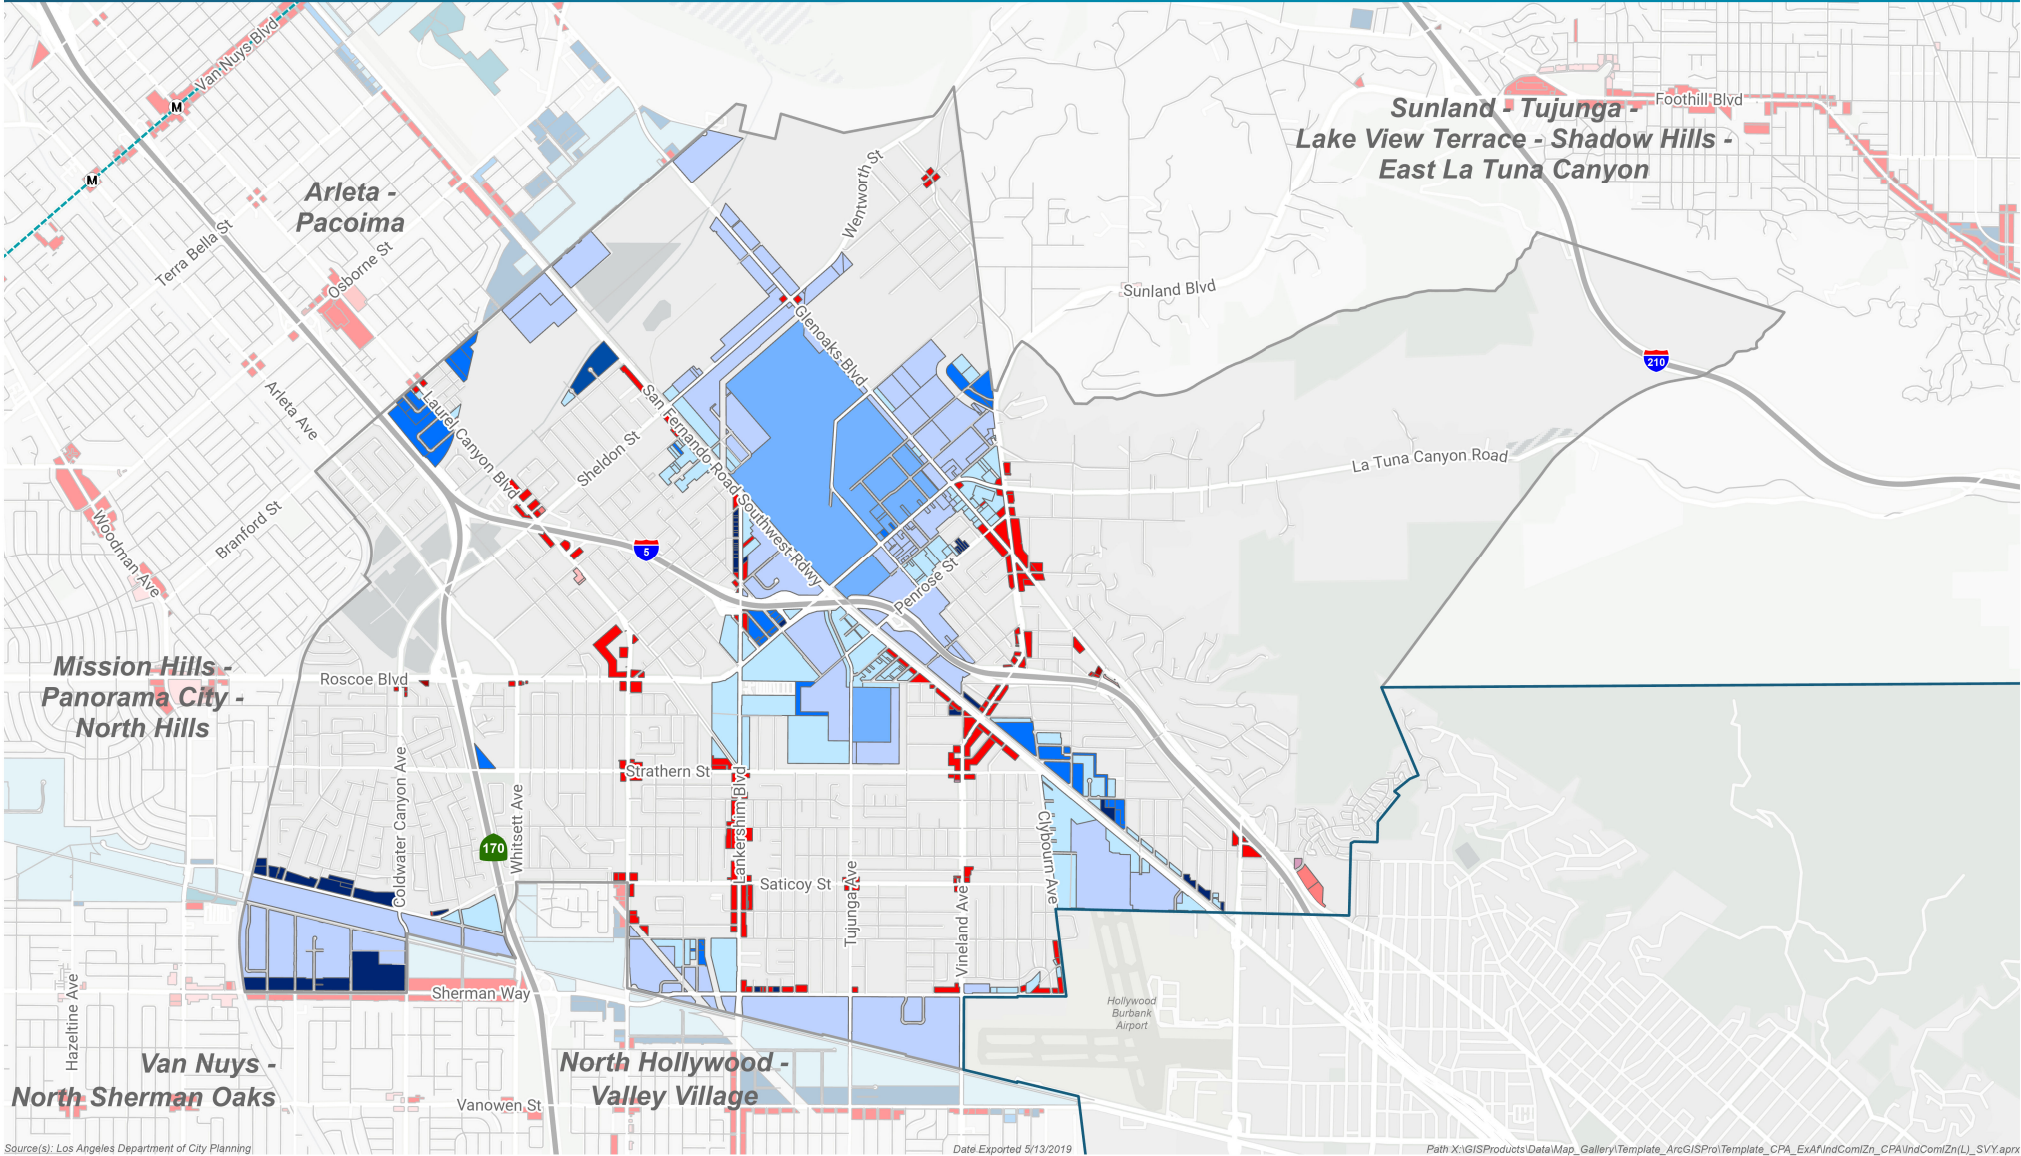 Van Nuys Blvd
M
M
Sunland - Tujunga -
Lake View Terrace - Shadow Hills -
East La Tuna Canyon
Foothill Blvd
Arleta -
Pacoima
Terra Bella St
Osborne St
Wentworth St
Sunland Blvd
Glenoaks Blvd
210
Arleta Ave
Laurel Canyon Blvd
San Fernando Road Southwest Rdwy
Sheldon St
La Tuna Canyon Road
Branford St
Woodman Ave
5
Penrose St
Mission Hills -
Panorama City -
North Hills
Roscoe Blvd
Strathern St
Coldwater Canyon Ave
Whitsett Ave
Lankershim Blvd
170
Clybourn Ave
Saticoy St
Tujunga Ave
Vineland Ave
Hazeltine Ave
Sherman Way
Hollywood
Burbank
Airport
Van Nuys -
North Sherman Oaks
North Hollywood -
Valley Village
Vanowen St
Source(s): Los Angeles Department of City Planning
Date Exported 5/13/2019
Path X:\GISProducts\Data\Map_Gallery\Template_ArcGISPro\Template_CPA_ExAf\IndComlZn_CPA\IndComlZn(L)_SVY.aprx